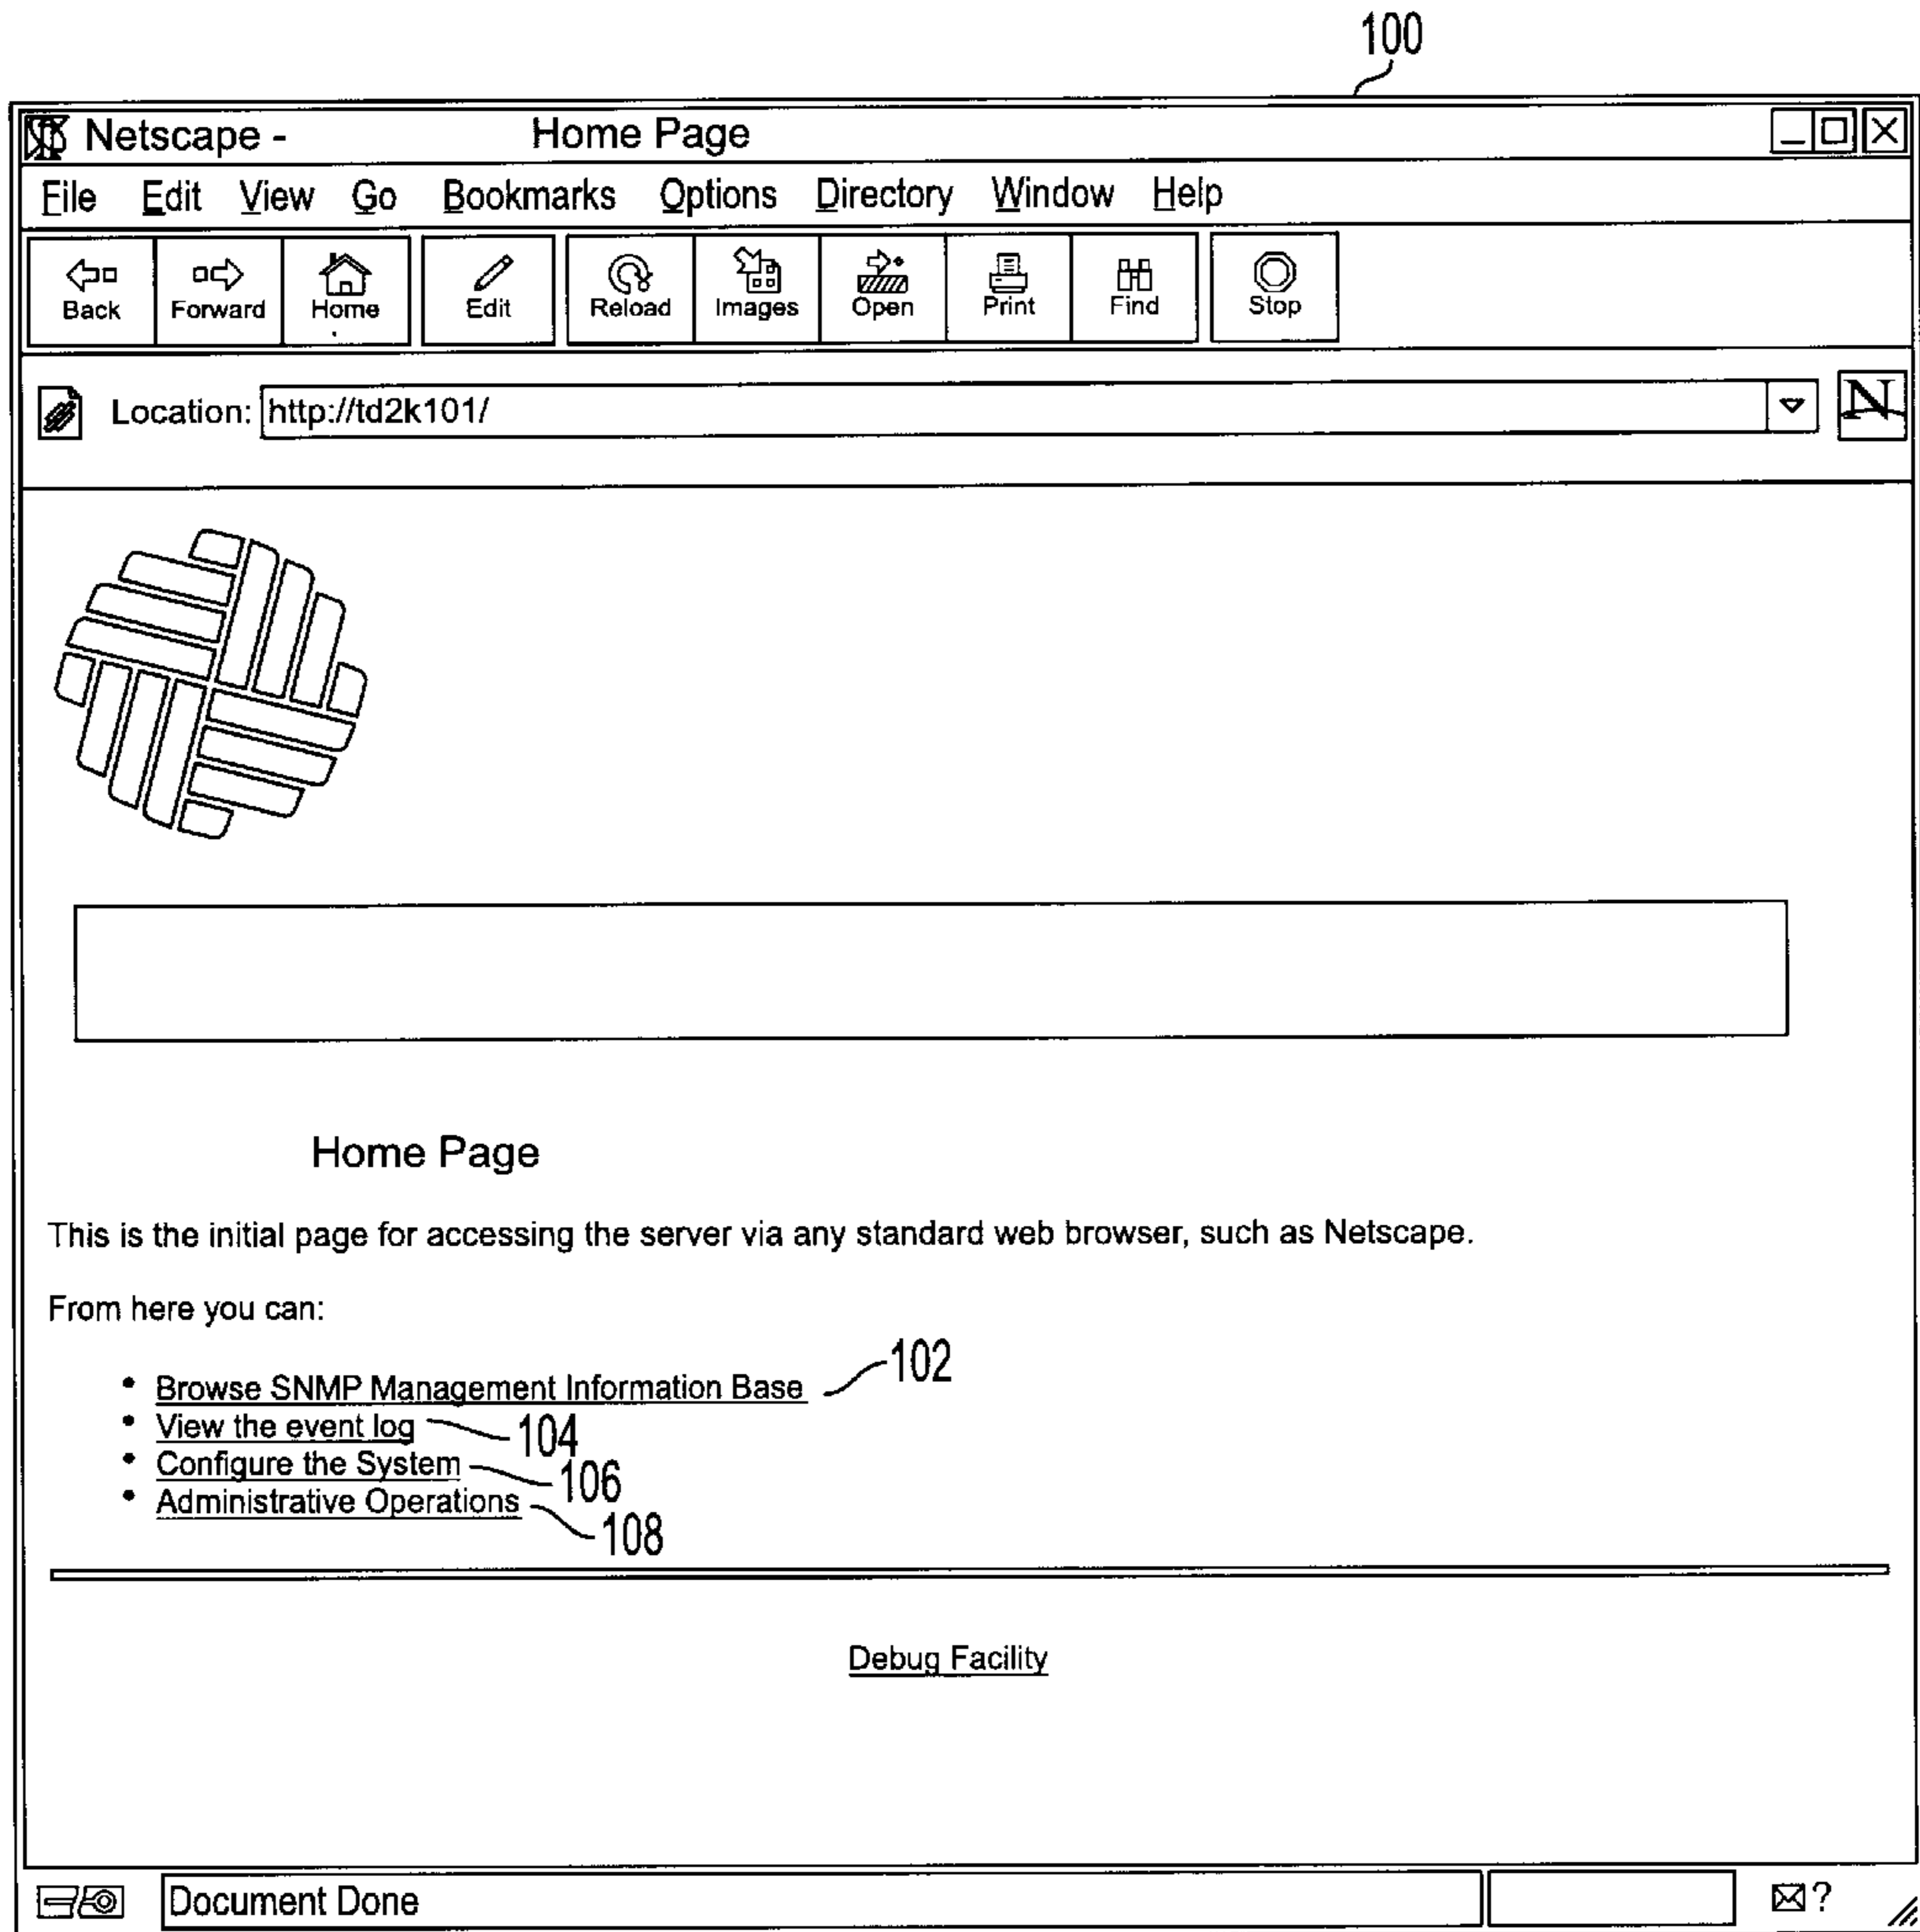 100
Netscape - Home Page
File Edit View Go Bookmarks Options Directory Window Help
Back Forward Home Edit Reload Images Open Print Find Stop
Location: http://td2k101/ N
Home Page
This is the initial page for accessing the server via any standard web browser, such as Netscape.
From here you can:
• Browse SNMP Management Information Base 102
• View the event log 104
• Configure the System 106
• Administrative Operations 108
Debug Facility
Document Done ?